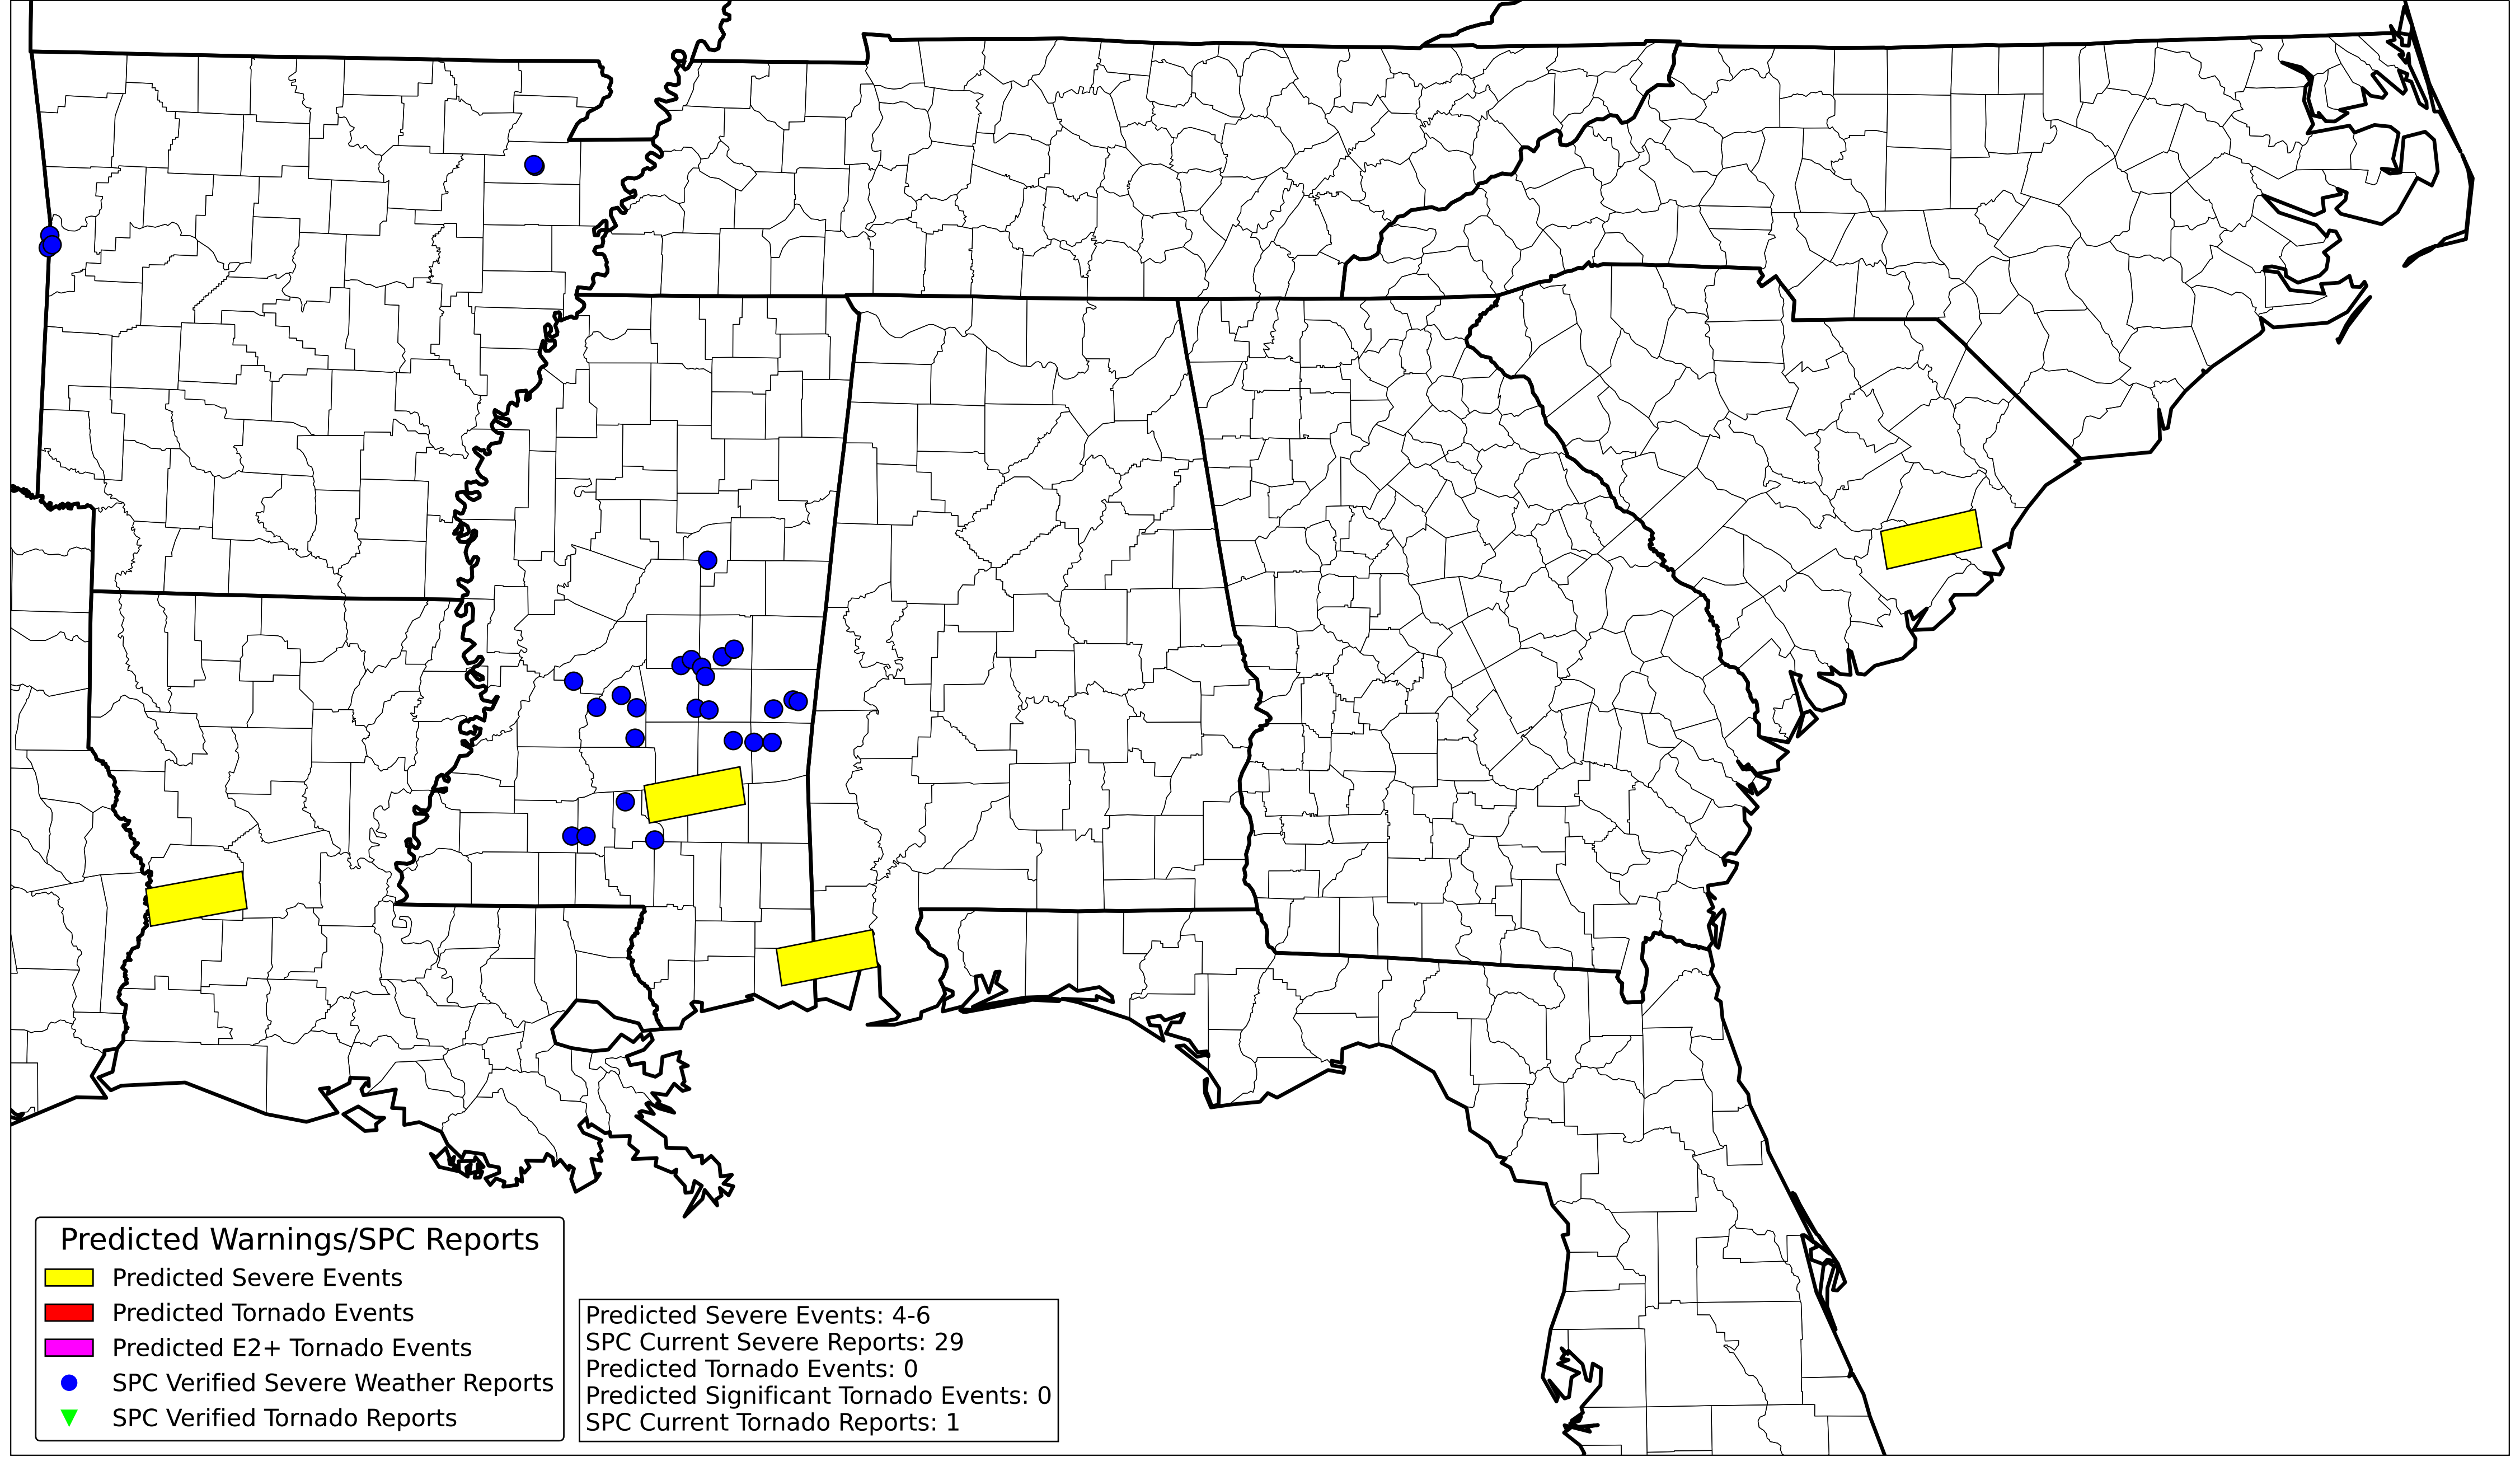 Predicted Warnings/SPC Reports
Predicted Severe Events
Predicted Tornado Events
Predicted E2+ Tornado Events
SPC Verified Severe Weather Reports
SPC Verified Tornado Reports
Predicted Severe Events: 4-6
SPC Current Severe Reports: 29
Predicted Tornado Events: 0
Predicted Significant Tornado Events: 0
SPC Current Tornado Reports: 1